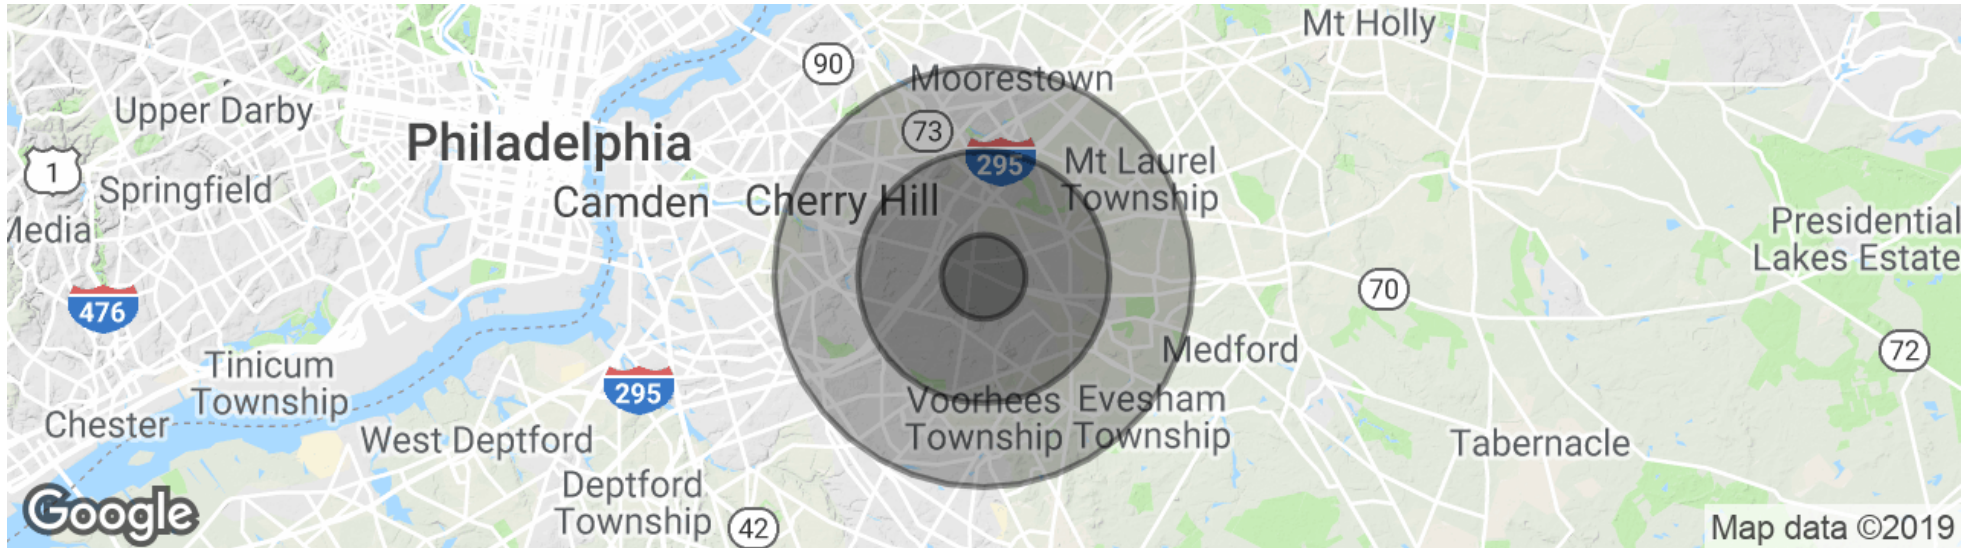 Mt Holly
90
Moorestown
Upper Darby
73
Philadelphia
1
295
Mt Laurel
Township
Springfield
Camden
Cherry Hill
Media
Presidential
Lakes Estate
476
70
Tinicum
Township
295
Medford
72
Chester
West Deptford
Voorhees
Township
Evesham
Township
Tabernacle
Deptford
Township
42
Google
Map data ©2019